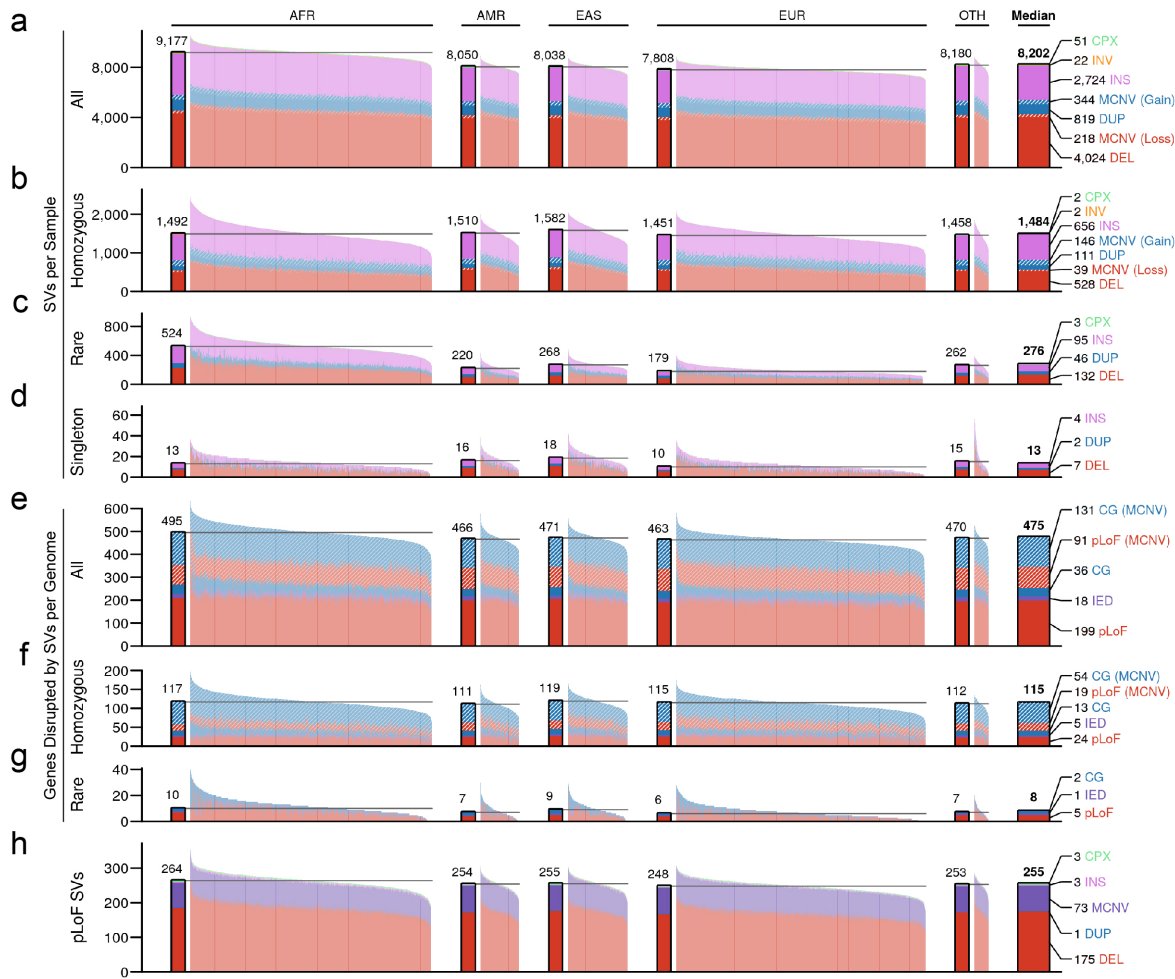 AFR AMR EAS EUR OTH Median
a
SVs per Sample
All
8,000
4,000
0
9,177 8,050 8,038 7,808 8,180 8,202
51 CPX
22 INV
2,724 INS
344 MCNV (Gain)
819 DUP
218 MCNV (Loss)
4,024 DEL
b
Homozygous
2,000
1,000
0
1,492 1,510 1,582 1,451 1,458 1,484
2 CPX
2 INV
656 INS
146 MCNV (Gain)
111 DUP
39 MCNV (Loss)
528 DEL
c
Rare
800
400
0
524 220 268 179 262 276
3 CPX
95 INS
46 DUP
132 DEL
d
Singleton
60
40
20
0
13 16 18 10 15 13
4 INS
2 DUP
7 DEL
e
Genes Disrupted by SVs per Genome
All
600
500
400
300
200
100
0
495 466 471 463 470 475
131 CG (MCNV)
91 pLoF (MCNV)
36 CG
18 IED
199 pLoF
f
Homozygous
200
150
100
50
0
117 111 119 115 112 115
54 CG (MCNV)
19 pLoF (MCNV)
13 CG
5 IED
24 pLoF
g
Rare
40
20
0
10 7 9 6 7 8
2 CG
1 IED
5 pLoF
h
pLoF SVs
300
200
100
0
264 254 255 248 253 255
3 CPX
3 INS
73 MCNV
1 DUP
175 DEL